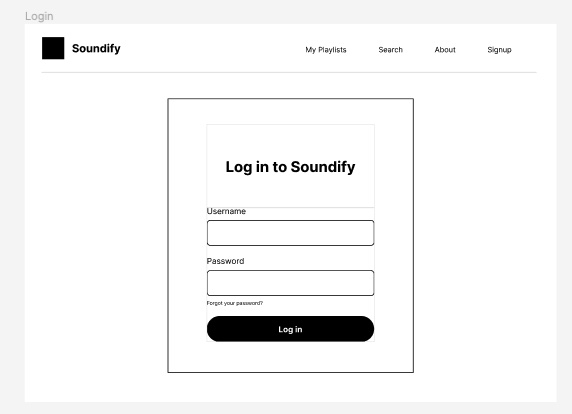 Login
Soundify
My Playlists
Search
About
Signup
Log in to Soundify
Username
Password
Forgot your password?
Log in